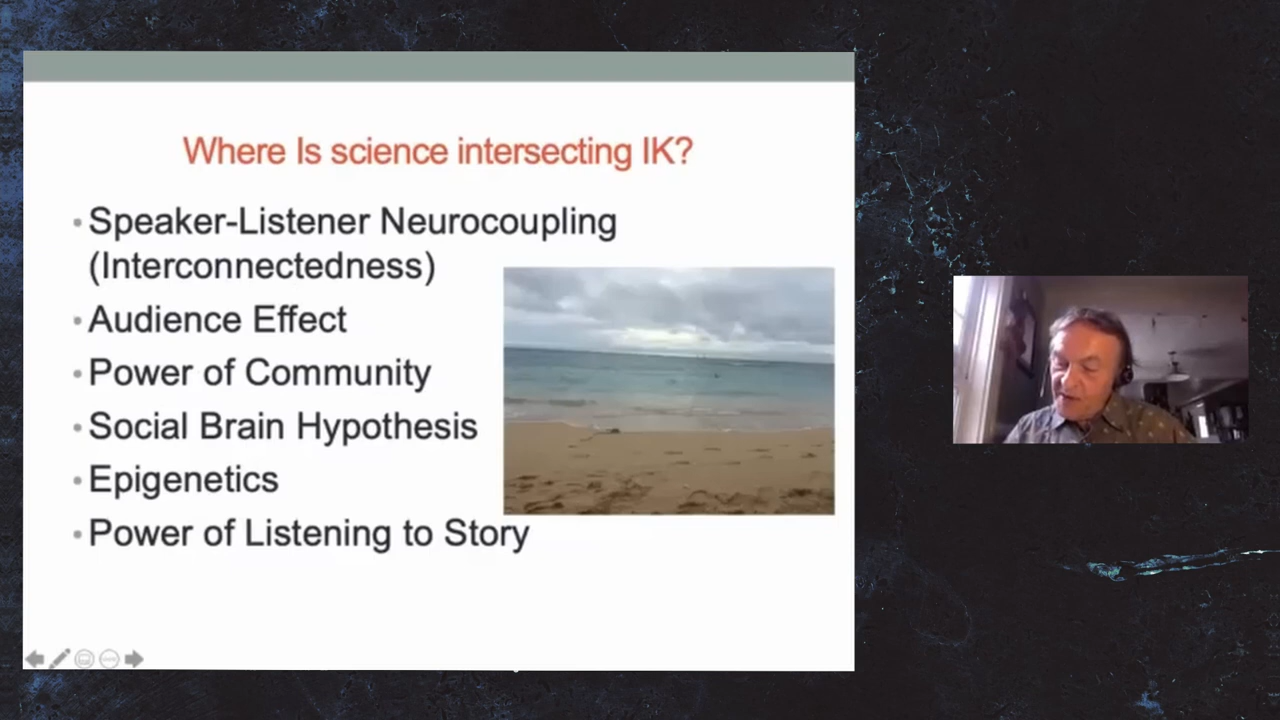 Where Is science intersecting IK?
• Speaker-Listener Neurocoupling
(Interconnectedness)
• Audience Effect
• Power of Community
• Social Brain Hypothesis
• Epigenetics
• Power of Listening to Story